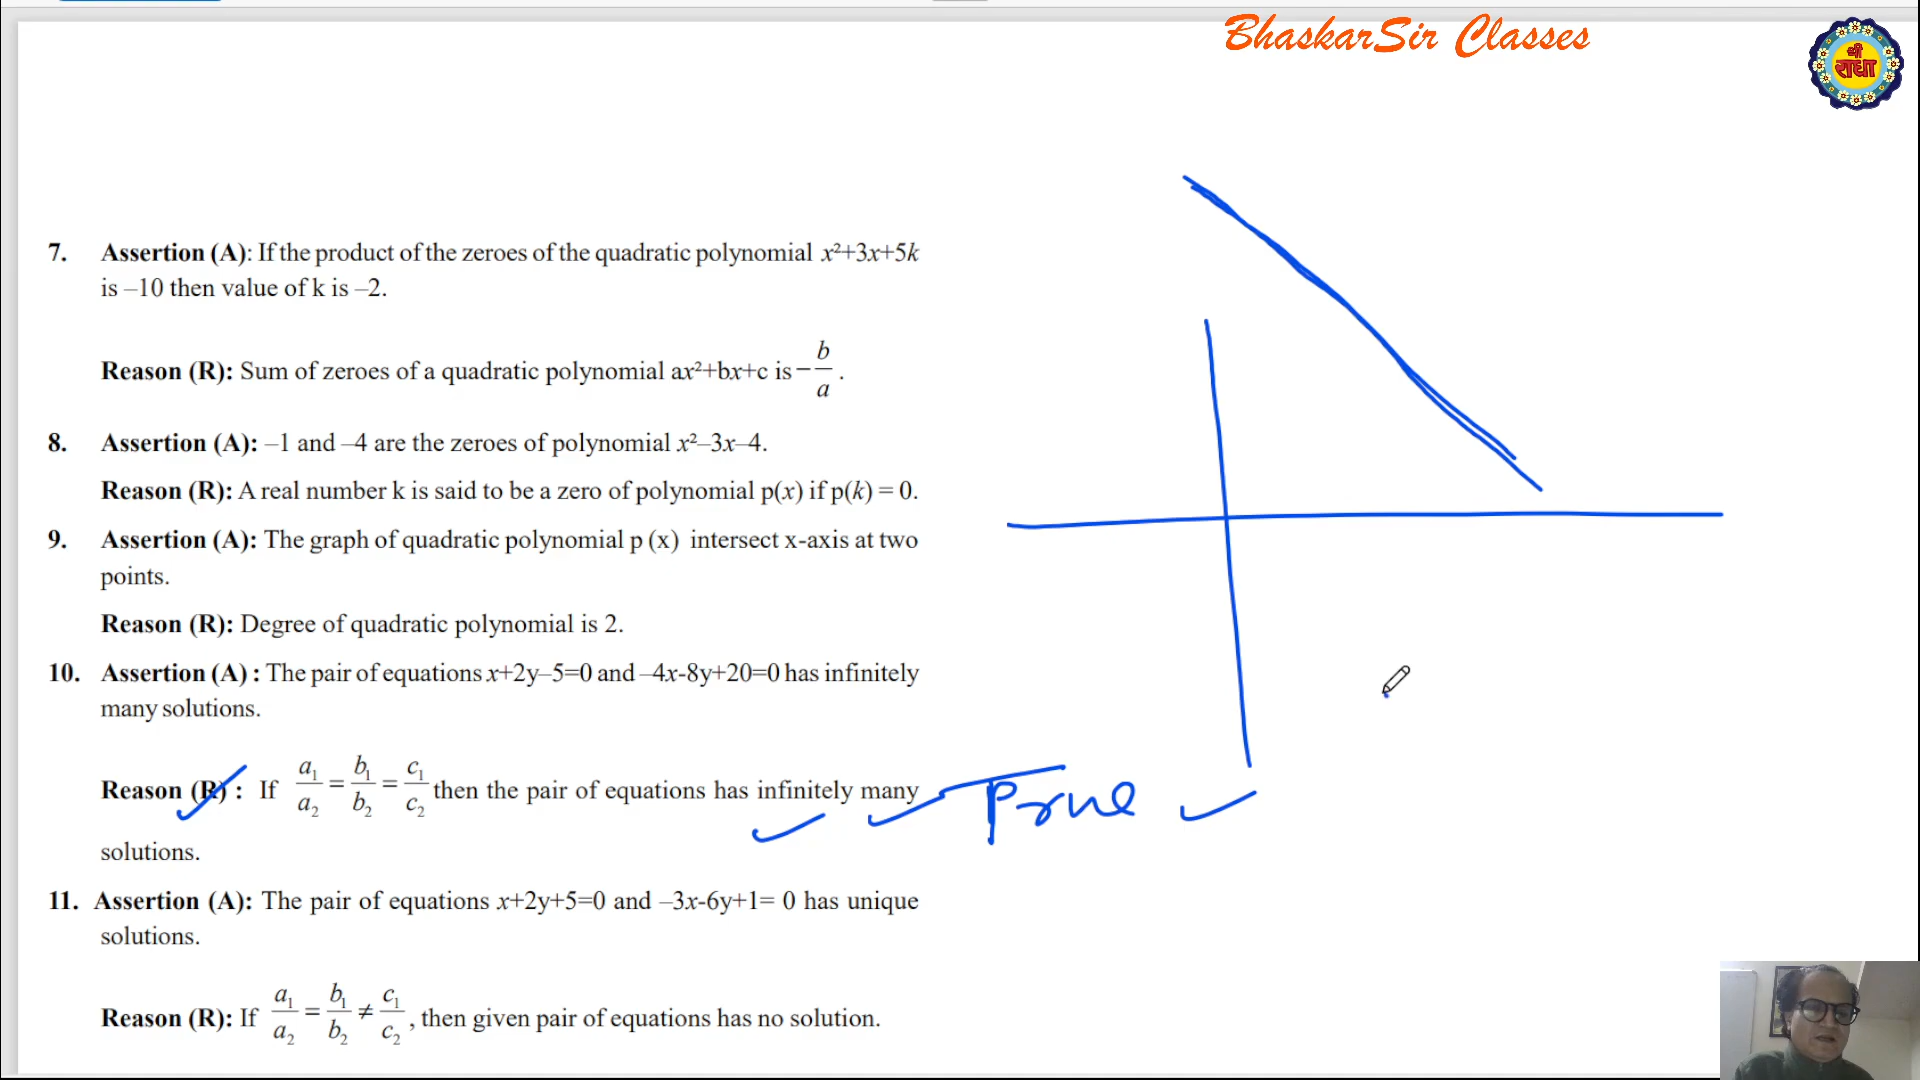 BhaskarSir Classes
श्री
राधा
7. Assertion (A): If the product of the zeroes of the quadratic polynomial x²+3x+5k
is –10 then value of k is –2.
Reason (R): Sum of zeroes of a quadratic polynomial ax²+bx+c is –b/a.
8. Assertion (A): –1 and –4 are the zeroes of polynomial x²–3x–4.
Reason (R): A real number k is said to be a zero of polynomial p(x) if p(k) = 0.
9. Assertion (A): The graph of quadratic polynomial p (x) intersect x-axis at two
points.
Reason (R): Degree of quadratic polynomial is 2.
10. Assertion (A) : The pair of equations x+2y–5=0 and –4x-8y+20=0 has infinitely
many solutions.
Reason (R) : If a₁/a₂ = b₁/b₂ = c₁/c₂ then the pair of equations has infinitely many
solutions.
11. Assertion (A): The pair of equations x+2y+5=0 and –3x-6y+1= 0 has unique
solutions.
Reason (R): If a₁/a₂ = b₁/b₂ ≠ c₁/c₂, then given pair of equations has no solution.